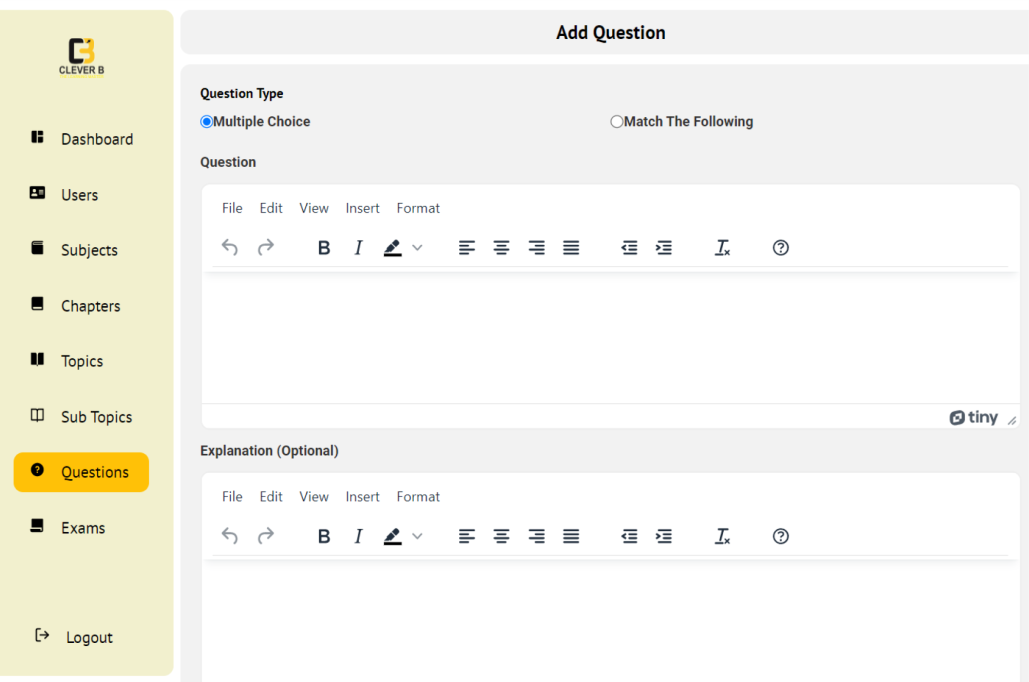 CLEVER B
Dashboard
Users
Subjects
Chapters
Topics
Sub Topics
Questions
Exams
Logout
Add Question
Question Type
Multiple Choice
Match The Following
Question
File Edit View Insert Format
tiny
Explanation (Optional)
File Edit View Insert Format